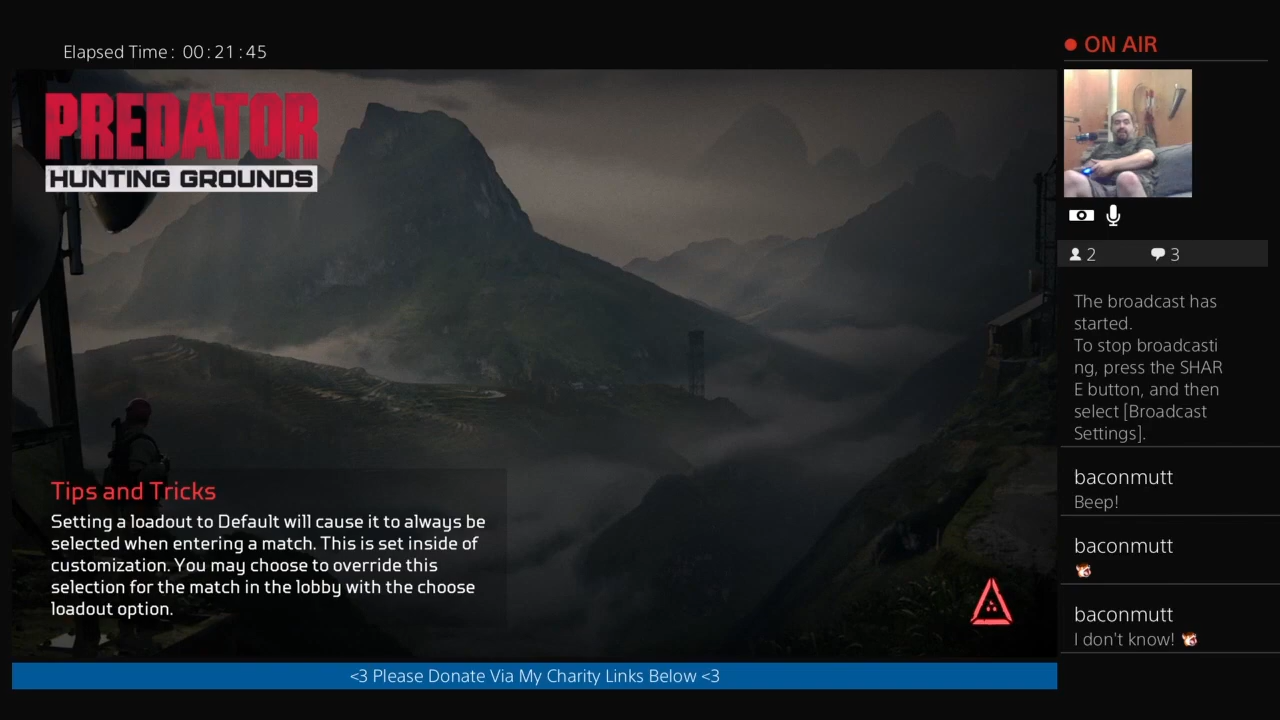 Elapsed Time: 00:21:45
ON AIR
PREDATOR
HUNTING GROUNDS
2
3
The broadcast has
started.
To stop broadcasti
ng, press the SHAR
E button, and then
select [Broadcast
Settings].
baconmutt
Beep!
baconmutt
baconmutt
I don't know!
Tips and Tricks
Setting a loadout to Default will cause it to always be
selected when entering a match. This is set inside of
customization. You may choose to override this
selection for the match in the lobby with the choose
loadout option.
<3 Please Donate Via My Charity Links Below <3